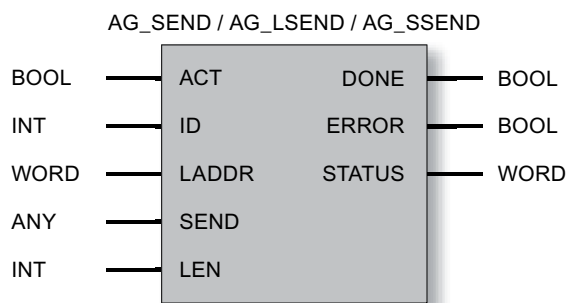 AG_SEND / AG_LSEND / AG_SSEND
BOOL ACT DONE BOOL
INT ID ERROR BOOL
WORD LADDR STATUS WORD
ANY SEND
INT LEN